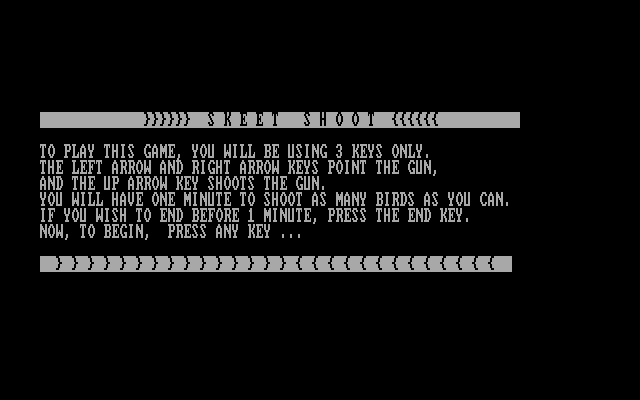 }}}}}} S K E E T   S H O O T {{{{{{
TO PLAY THIS GAME, YOU WILL BE USING 3 KEYS ONLY.
THE LEFT ARROW AND RIGHT ARROW KEYS POINT THE GUN,
AND THE UP ARROW KEY SHOOTS THE GUN.
YOU WILL HAVE ONE MINUTE TO SHOOT AS MANY BIRDS AS YOU CAN.
IF YOU WISH TO END BEFORE 1 MINUTE, PRESS THE END KEY.
NOW, TO BEGIN,  PRESS ANY KEY ...
} } } } } } } } } } } } } } } { { { { { { { { { { { { {